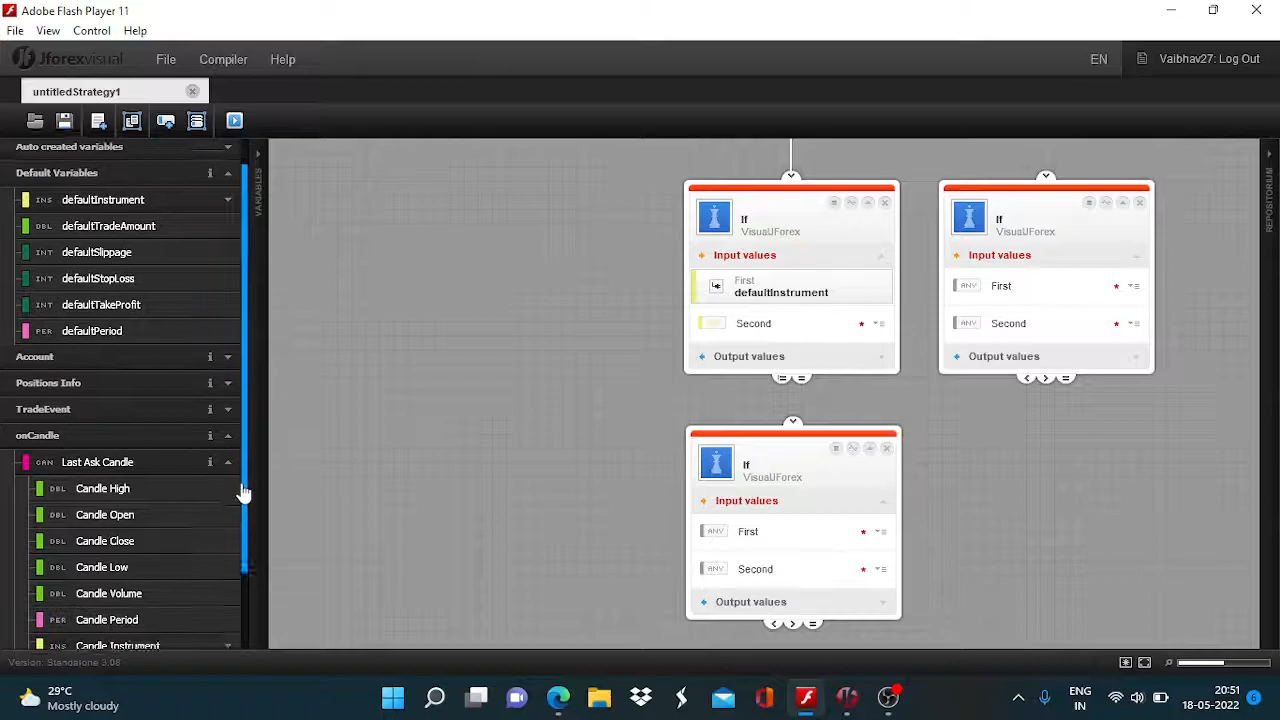 Adobe Flash Player 11
File View Control Help
Jforexvisual File Compiler Help EN Vaibhav27: Log Out
untitledStrategy1
Auto created variables
Default Variables
INS defaultInstrument
DBL defaultTradeAmount
INT defaultSlippage
INT defaultStopLoss
INT defaultTakeProfit
PER defaultPeriod
Account
Positions Info
TradeEvent
onCandle
CAN Last Ask Candle
DBL Candle High
DBL Candle Open
DBL Candle Close
DBL Candle Low
DBL Candle Volume
PER Candle Period
INS Candle Instrument
VARIABLES
If
VisualJForex
Input values
First
defaultInstrument
Second
Output values
If
VisualJForex
Input values
ANY First
ANY Second
Output values
If
VisualJForex
Input values
ANY First
ANY Second
Output values
REPOSITORIUM
Version: Standalone 3.08
29°C
Mostly cloudy
ENG
IN
20:51
18-05-2022
6